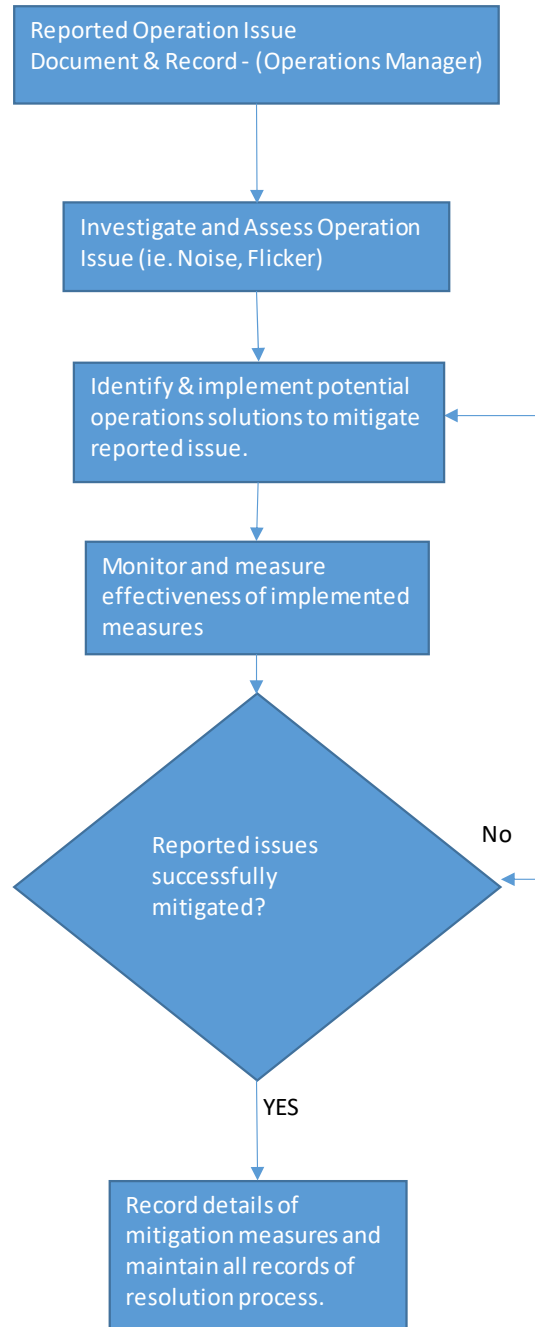 Reported Operation Issue
Document & Record - (Operations Manager)
Investigate and Assess Operation
Issue (ie. Noise, Flicker)
Identify & implement potential
operations solutions to mitigate
reported issue.
Monitor and measure
effectiveness of implemented
measures
Reported issues
successfully
mitigated?
No
YES
Record details of
mitigation measures and
maintain all records of
resolution process.